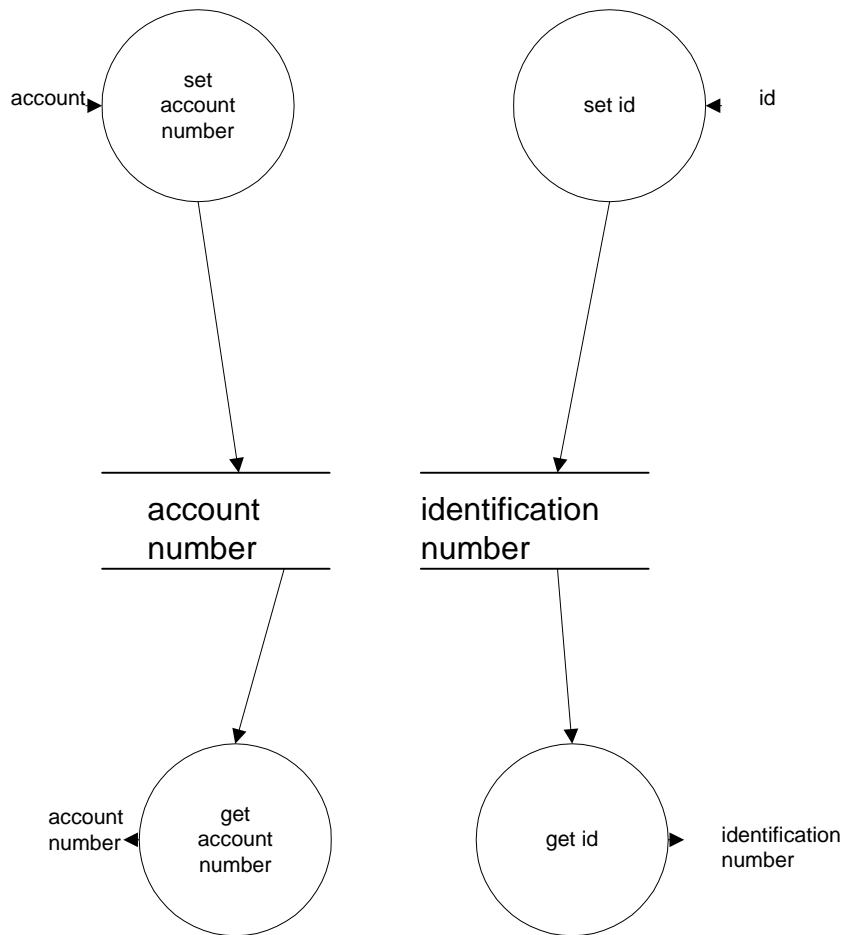 account
set
account
number
set id
id
account
number
identification
number
account
number
get
account
number
get id
identification
number